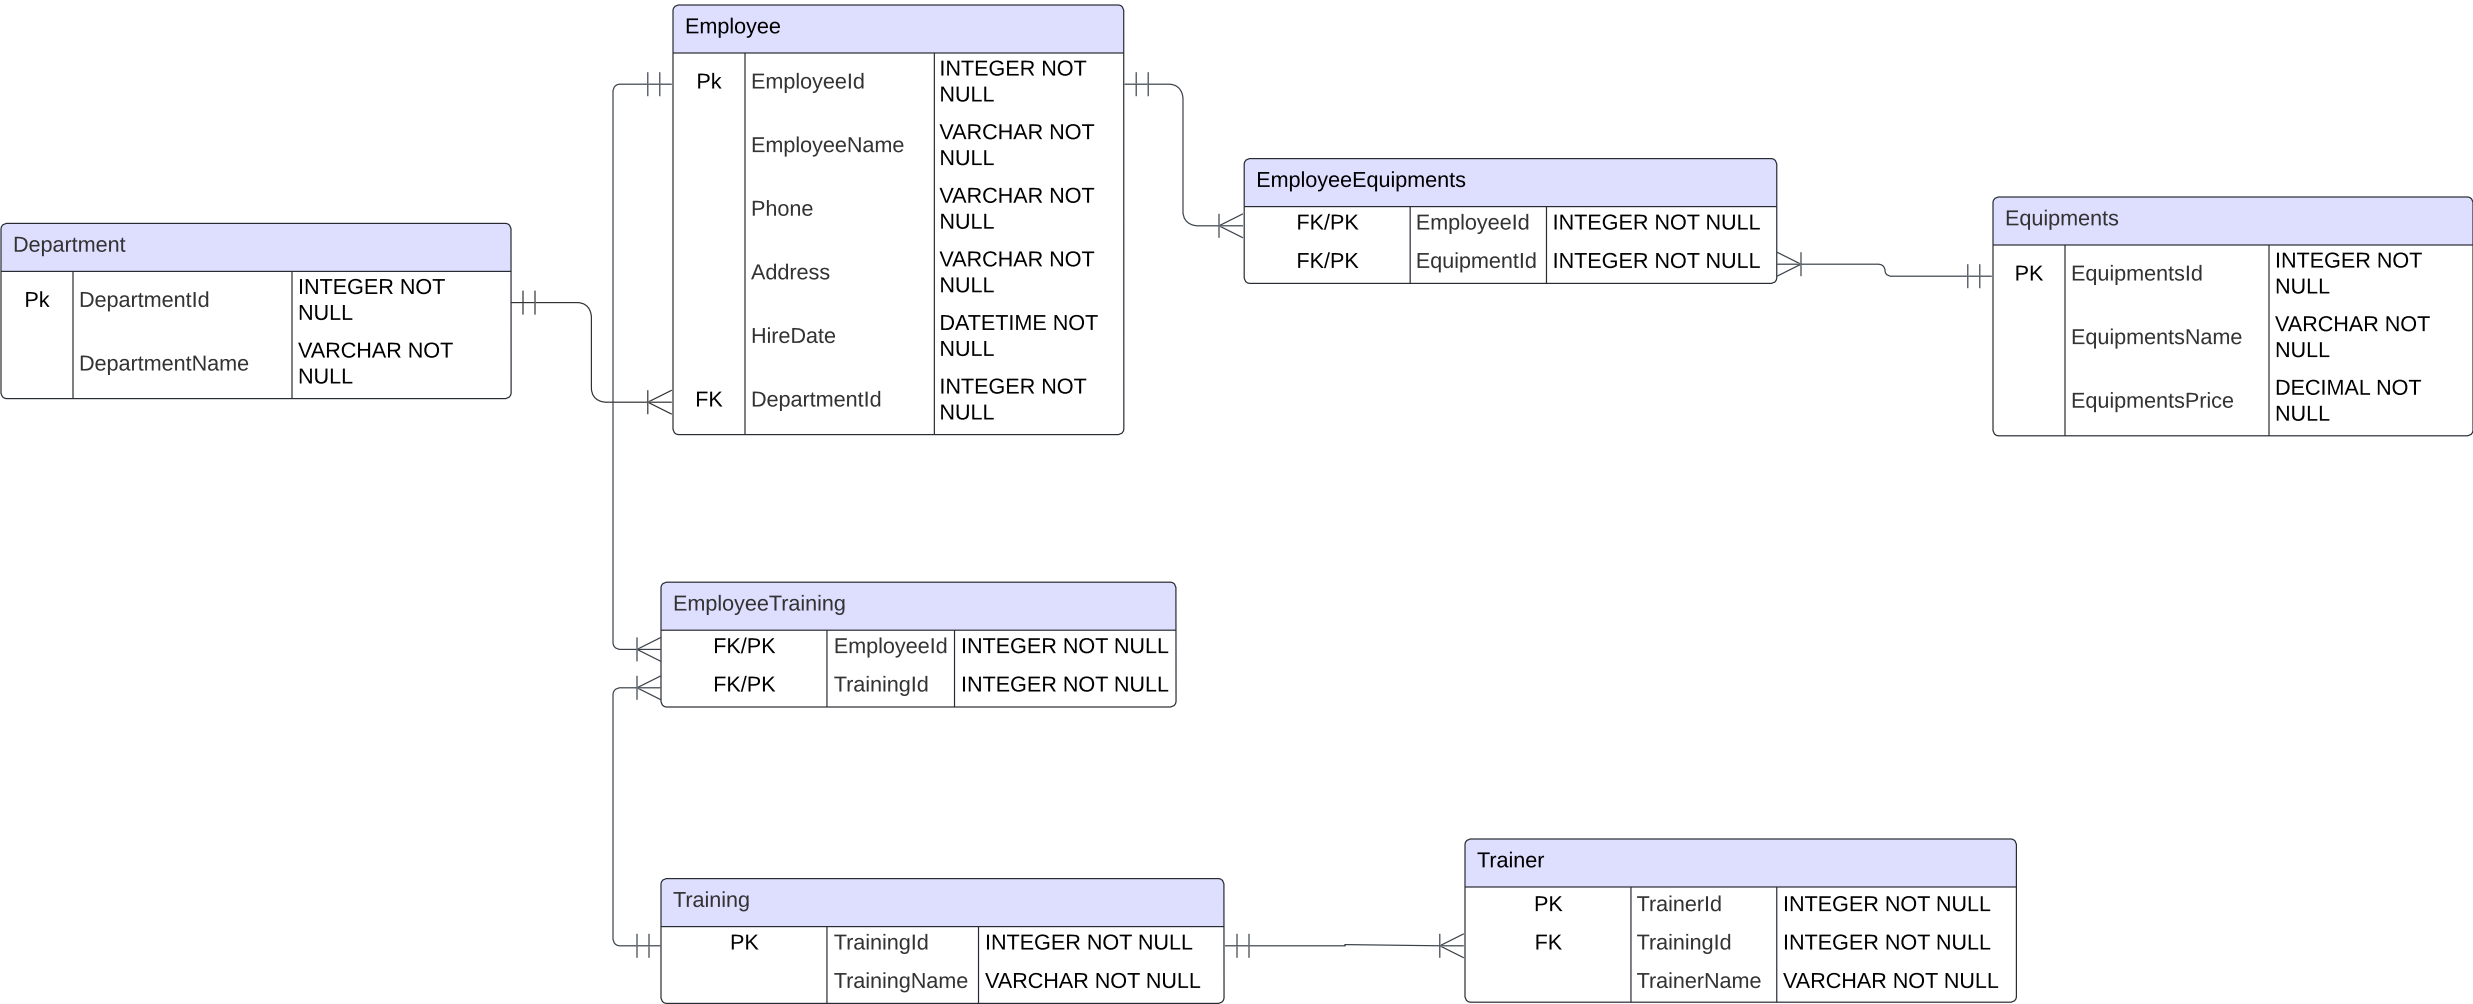 Employee
Pk EmployeeId INTEGER NOT
NULL
EmployeeName VARCHAR NOT
NULL
Phone VARCHAR NOT
NULL
Address VARCHAR NOT
NULL
HireDate DATETIME NOT
NULL
FK DepartmentId INTEGER NOT
NULL
Department
Pk DepartmentId INTEGER NOT
NULL
DepartmentName VARCHAR NOT
NULL
EmployeeEquipments
FK/PK EmployeeId INTEGER NOT NULL
FK/PK EquipmentId INTEGER NOT NULL
Equipments
PK EquipmentsId INTEGER NOT
NULL
EquipmentsName VARCHAR NOT
NULL
EquipmentsPrice DECIMAL NOT
NULL
EmployeeTraining
FK/PK EmployeeId INTEGER NOT NULL
FK/PK TrainingId INTEGER NOT NULL
Training
PK TrainingId INTEGER NOT NULL
TrainingName VARCHAR NOT NULL
Trainer
PK TrainerId INTEGER NOT NULL
FK TrainingId INTEGER NOT NULL
TrainerName VARCHAR NOT NULL